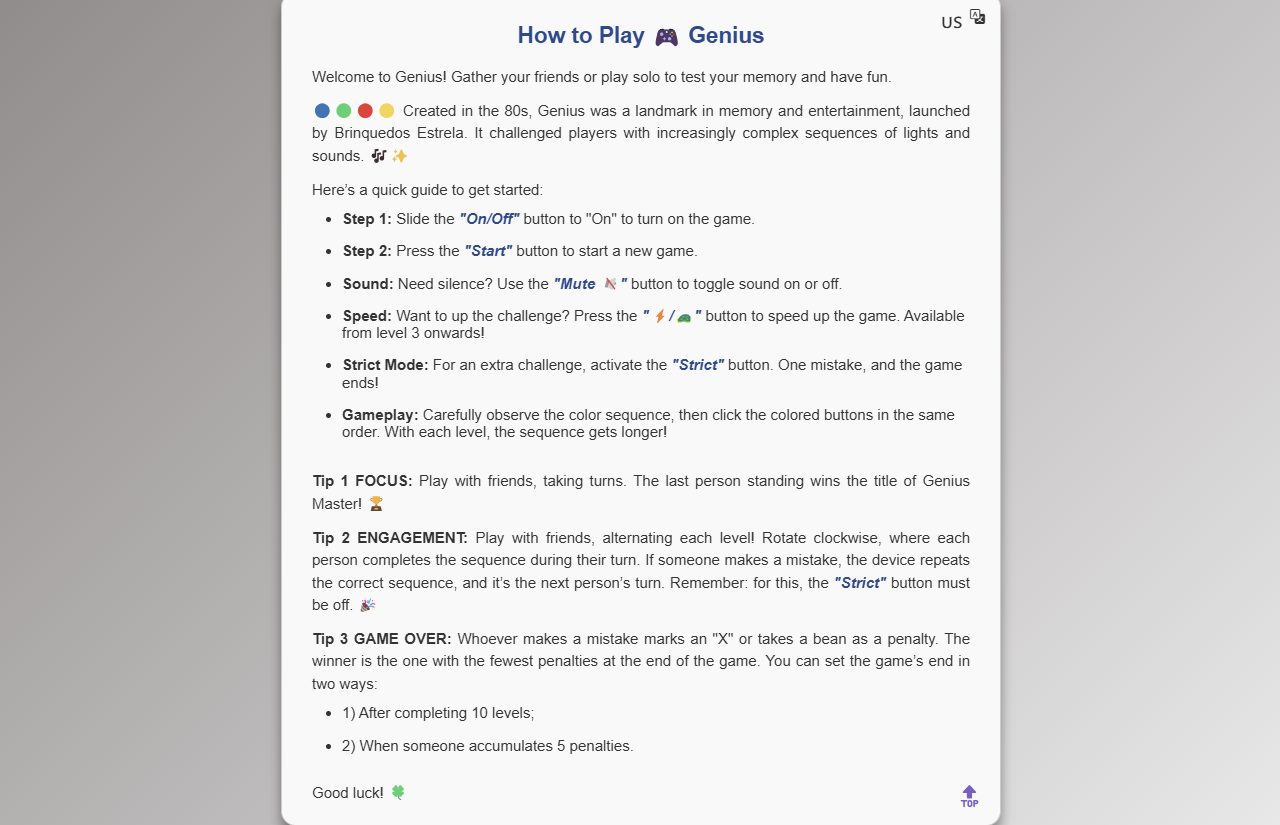 US
How to Play 🎮 Genius
Welcome to Genius! Gather your friends or play solo to test your memory and have fun.
🔵 🟢 🔴 🟡 Created in the 80s, Genius was a landmark in memory and entertainment, launched
by Brinquedos Estrela. It challenged players with increasingly complex sequences of lights and
sounds. 🎶 ✨
Here’s a quick guide to get started:
• Step 1: Slide the "On/Off" button to "On" to turn on the game.
• Step 2: Press the "Start" button to start a new game.
• Sound: Need silence? Use the "Mute 🔇 " button to toggle sound on or off.
• Speed: Want to up the challenge? Press the " ⚡/🐢 " button to speed up the game. Available
from level 3 onwards!
• Strict Mode: For an extra challenge, activate the "Strict" button. One mistake, and the game
ends!
• Gameplay: Carefully observe the color sequence, then click the colored buttons in the same
order. With each level, the sequence gets longer!
Tip 1 FOCUS: Play with friends, taking turns. The last person standing wins the title of Genius
Master! 🏆
Tip 2 ENGAGEMENT: Play with friends, alternating each level! Rotate clockwise, where each
person completes the sequence during their turn. If someone makes a mistake, the device repeats
the correct sequence, and it’s the next person’s turn. Remember: for this, the "Strict" button must
be off. 🎉
Tip 3 GAME OVER: Whoever makes a mistake marks an "X" or takes a bean as a penalty. The
winner is the one with the fewest penalties at the end of the game. You can set the game’s end in
two ways:
• 1) After completing 10 levels;
• 2) When someone accumulates 5 penalties.
Good luck! 🍀
TOP